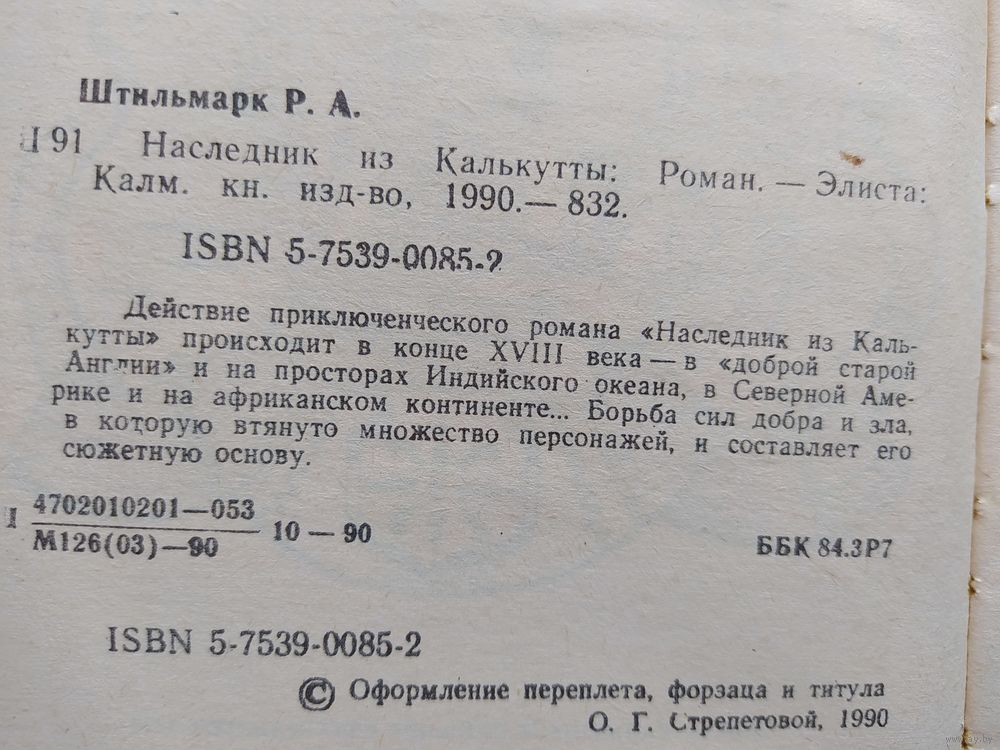 Штильмарк Р. А.
91 Наследник из Калькутты: Роман. — Элиста:
Калм. кн. изд-во, 1990.— 832.
ISBN 5-7539-0085-2
Действие приключенческого романа «Наследник из Каль-
кутты» происходит в конце XVIII века — в «доброй старой
Англии» и на просторах Индийского океана, в Северной Аме-
рике и на африканском континенте... Борьба сил добра и зла,
в которую втянуто множество персонажей, и составляет его
сюжетную основу.
4702010201—053
М126(03)—90
10 — 90
ББК 84.3Р7
ISBN 5-7539-0085-2
© Оформление переплета, форзаца и титула
О. Г. Стрепетовой, 1990